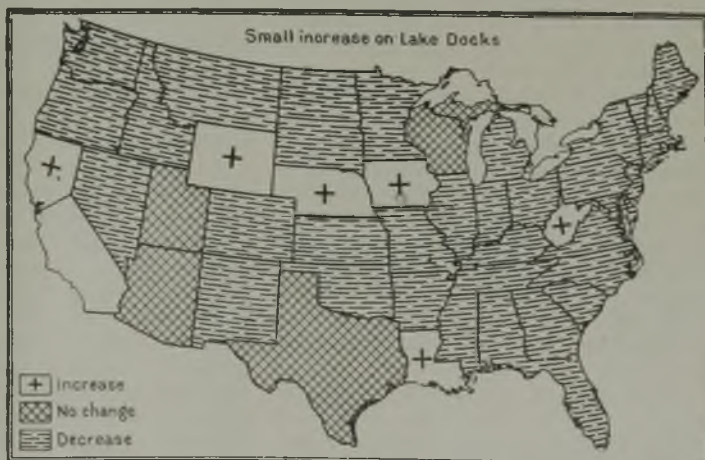 Small increase on Lake Docks
+
+
+
+
+
+
+ Increase
No change
Decrease